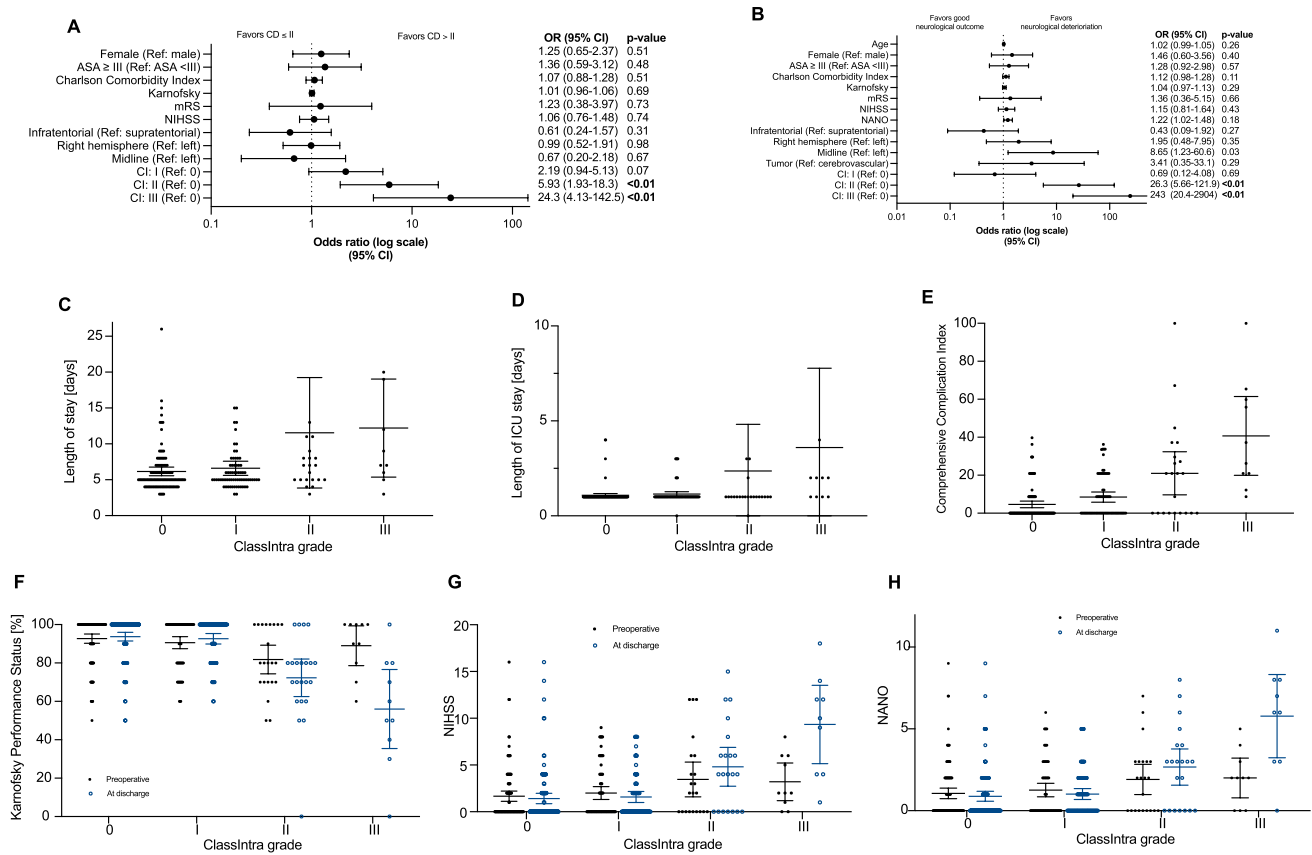 A
Favors CD ≤ II
Favors CD > II
OR (95% CI) p-value
Female (Ref: male) 1.25 (0.65-2.37) 0.51
ASA ≥ III (Ref: ASA <III) 1.36 (0.59-3.12) 0.48
Charlson Comorbidity Index 1.07 (0.88-1.28) 0.51
Karnofsky 1.01 (0.96-1.06) 0.69
mRS 1.23 (0.38-3.97) 0.73
NIHSS 1.06 (0.76-1.48) 0.74
Infratentorial (Ref: supratentorial) 0.61 (0.24-1.57) 0.31
Right hemisphere (Ref: left) 0.99 (0.52-1.91) 0.98
Midline (Ref: left) 0.67 (0.20-2.18) 0.67
CI: I (Ref: 0) 2.19 (0.94-5.13) 0.07
CI: II (Ref: 0) 5.93 (1.93-18.3) <0.01
CI: III (Ref: 0) 24.3 (4.13-142.5) <0.01
0.1 1 10 100
Odds ratio (log scale)
(95% CI)
B
Favors good
neurological outcome
Favors
neurological deterioriation
OR (95% CI) p-value
Age 1.02 (0.99-1.05) 0.26
Female (Ref: male) 1.46 (0.60-3.56) 0.40
ASA ≥ III (Ref: ASA <III) 1.28 (0.92-2.98) 0.57
Charlson Comorbidity Index 1.12 (0.98-1.28) 0.11
Karnofsky 1.04 (0.97-1.13) 0.29
mRS 1.36 (0.36-5.15) 0.66
NIHSS 1.15 (0.81-1.64) 0.43
NANO 1.22 (1.02-1.48) 0.18
Infratentorial (Ref: supratentorial) 0.43 (0.09-1.92) 0.27
Right hemisphere (Ref: left) 1.95 (0.48-7.95) 0.35
Midline (Ref: left) 8.65 (1.23-60.6) 0.03
Tumor (Ref: cerebrovascular) 3.41 (0.35-33.1) 0.29
CI: I (Ref: 0) 0.69 (0.12-4.08) 0.69
CI: II (Ref: 0) 26.3 (5.66-121.9) <0.01
CI: III (Ref: 0) 243 (20.4-2904) <0.01
0.01 0.1 1 10 100
Odds ratio (log scale)
(95% CI)
C
Length of stay [days]
25
20
15
10
5
0
0 I II III
ClassIntra grade
D
Length of ICU stay [days]
10
5
0
0 I II III
ClassIntra grade
E
Comprehensive Complication Index
100
80
60
40
20
0
0 I II III
ClassIntra grade
F
Karnofsky Performance Status [%]
100
80
60
40
20
0
Preoperative
At discharge
0 I II III
ClassIntra grade
G
NIHSS
20
15
10
5
0
Preoperative
At discharge
0 I II III
ClassIntra grade
H
NANO
10
5
0
Preoperative
At discharge
0 I II III
ClassIntra grade